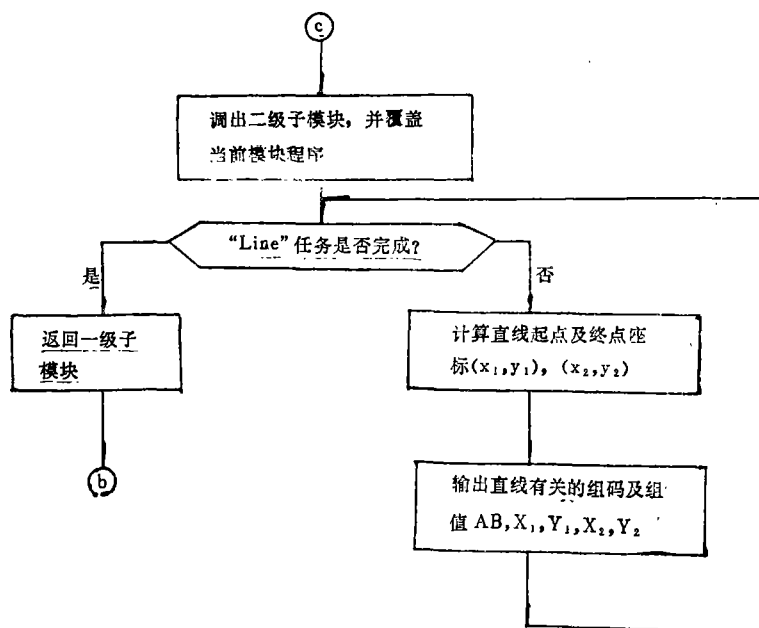 c
调出二级子模块，并覆盖
当前模块程序
“Line”任务是否完成？
是
否
返回一级子
模块
计算直线起点及终点座
标(x₁,y₁)，(x₂,y₂)
b
输出直线有关的组码及组
值 AB,X₁,Y₁,X₂,Y₂